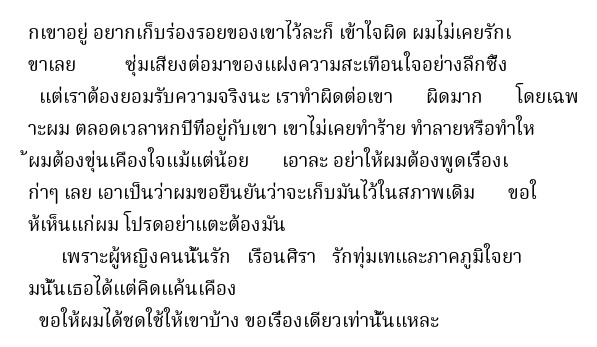 กเขาอยู่ อยากเก็บร่องรอยของเขาไว้ละก็ เข้าใจผิด ผมไม่เคยรักเ
ขาเลย ซุ่มเสียงต่อมาของแฝงความสะเทือนใจอย่างลึกซึ้ง
แต่เราต้องยอมรับความจริงนะ เราทำผิดต่อเขา ผิดมาก โดยเฉพ
าะผม ตลอดเวลาหกปีที่อยู่กับเขา เขาไม่เคยทำร้าย ทำลายหรือทำให
้ผมต้องขุ่นเคืองใจแม้แต่น้อย เอาละ อย่าให้ผมต้องพูดเรื่องเ
ก่าๆ เลย เอาเป็นว่าผมขอยืนยันว่าจะเก็บมันไว้ในสภาพเดิม ขอใ
ห้เห็นแก่ผม โปรดอย่าแตะต้องมัน
เพราะผู้หญิงคนนั้นรัก เรือนศิรา รักทุ่มเทและภาคภูมิใจยา
มนั้นเธอได้แต่คิดแค้นเคือง
ขอให้ผมได้ชดใช้ให้เขาบ้าง ขอเรื่องเดียวเท่านั้นแหละ